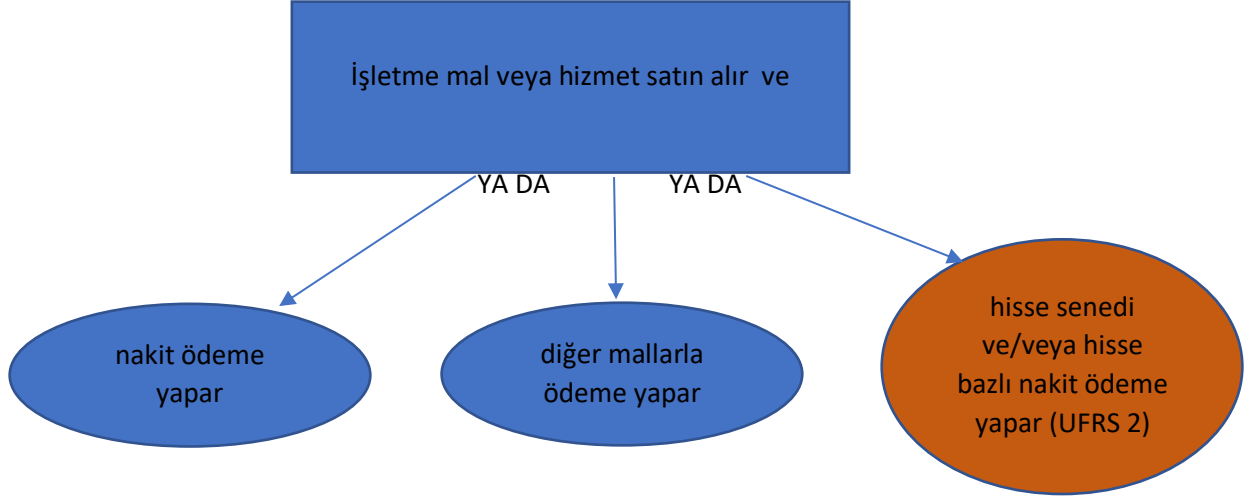 İşletme mal veya hizmet satın alır ve
YA DA
YA DA
nakit ödeme
yapar
diğer mallarla
ödeme yapar
hisse senedi
ve/veya hisse
bazlı nakit ödeme
yapar (UFRS 2)